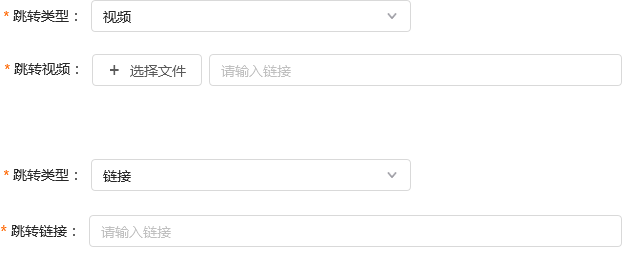 * 跳转类型： 视频
* 跳转视频： + 选择文件 请输入链接
* 跳转类型： 链接
* 跳转链接： 请输入链接